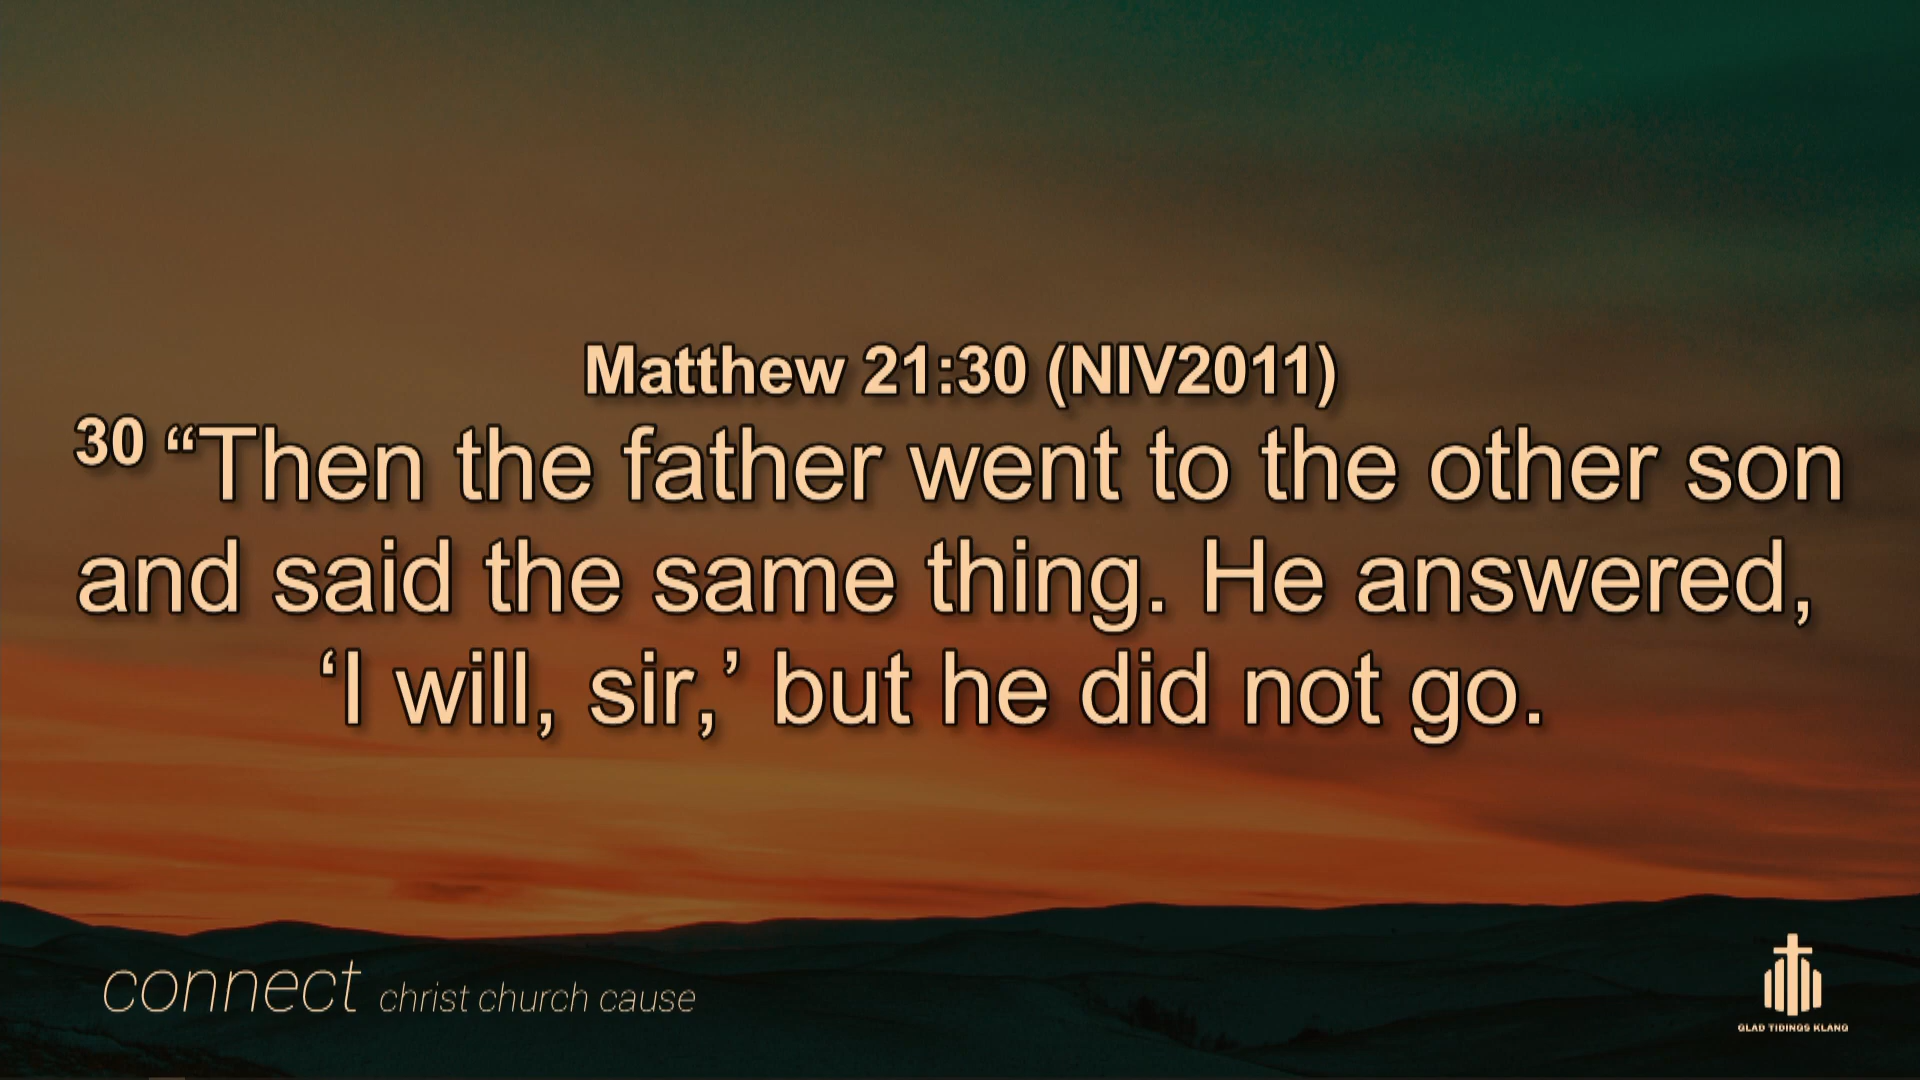 Matthew 21:30 (NIV2011)
30 “Then the father went to the other son
and said the same thing. He answered,
‘I will, sir,’ but he did not go.
connect christ church cause
GLAD TIDINGS KLANG